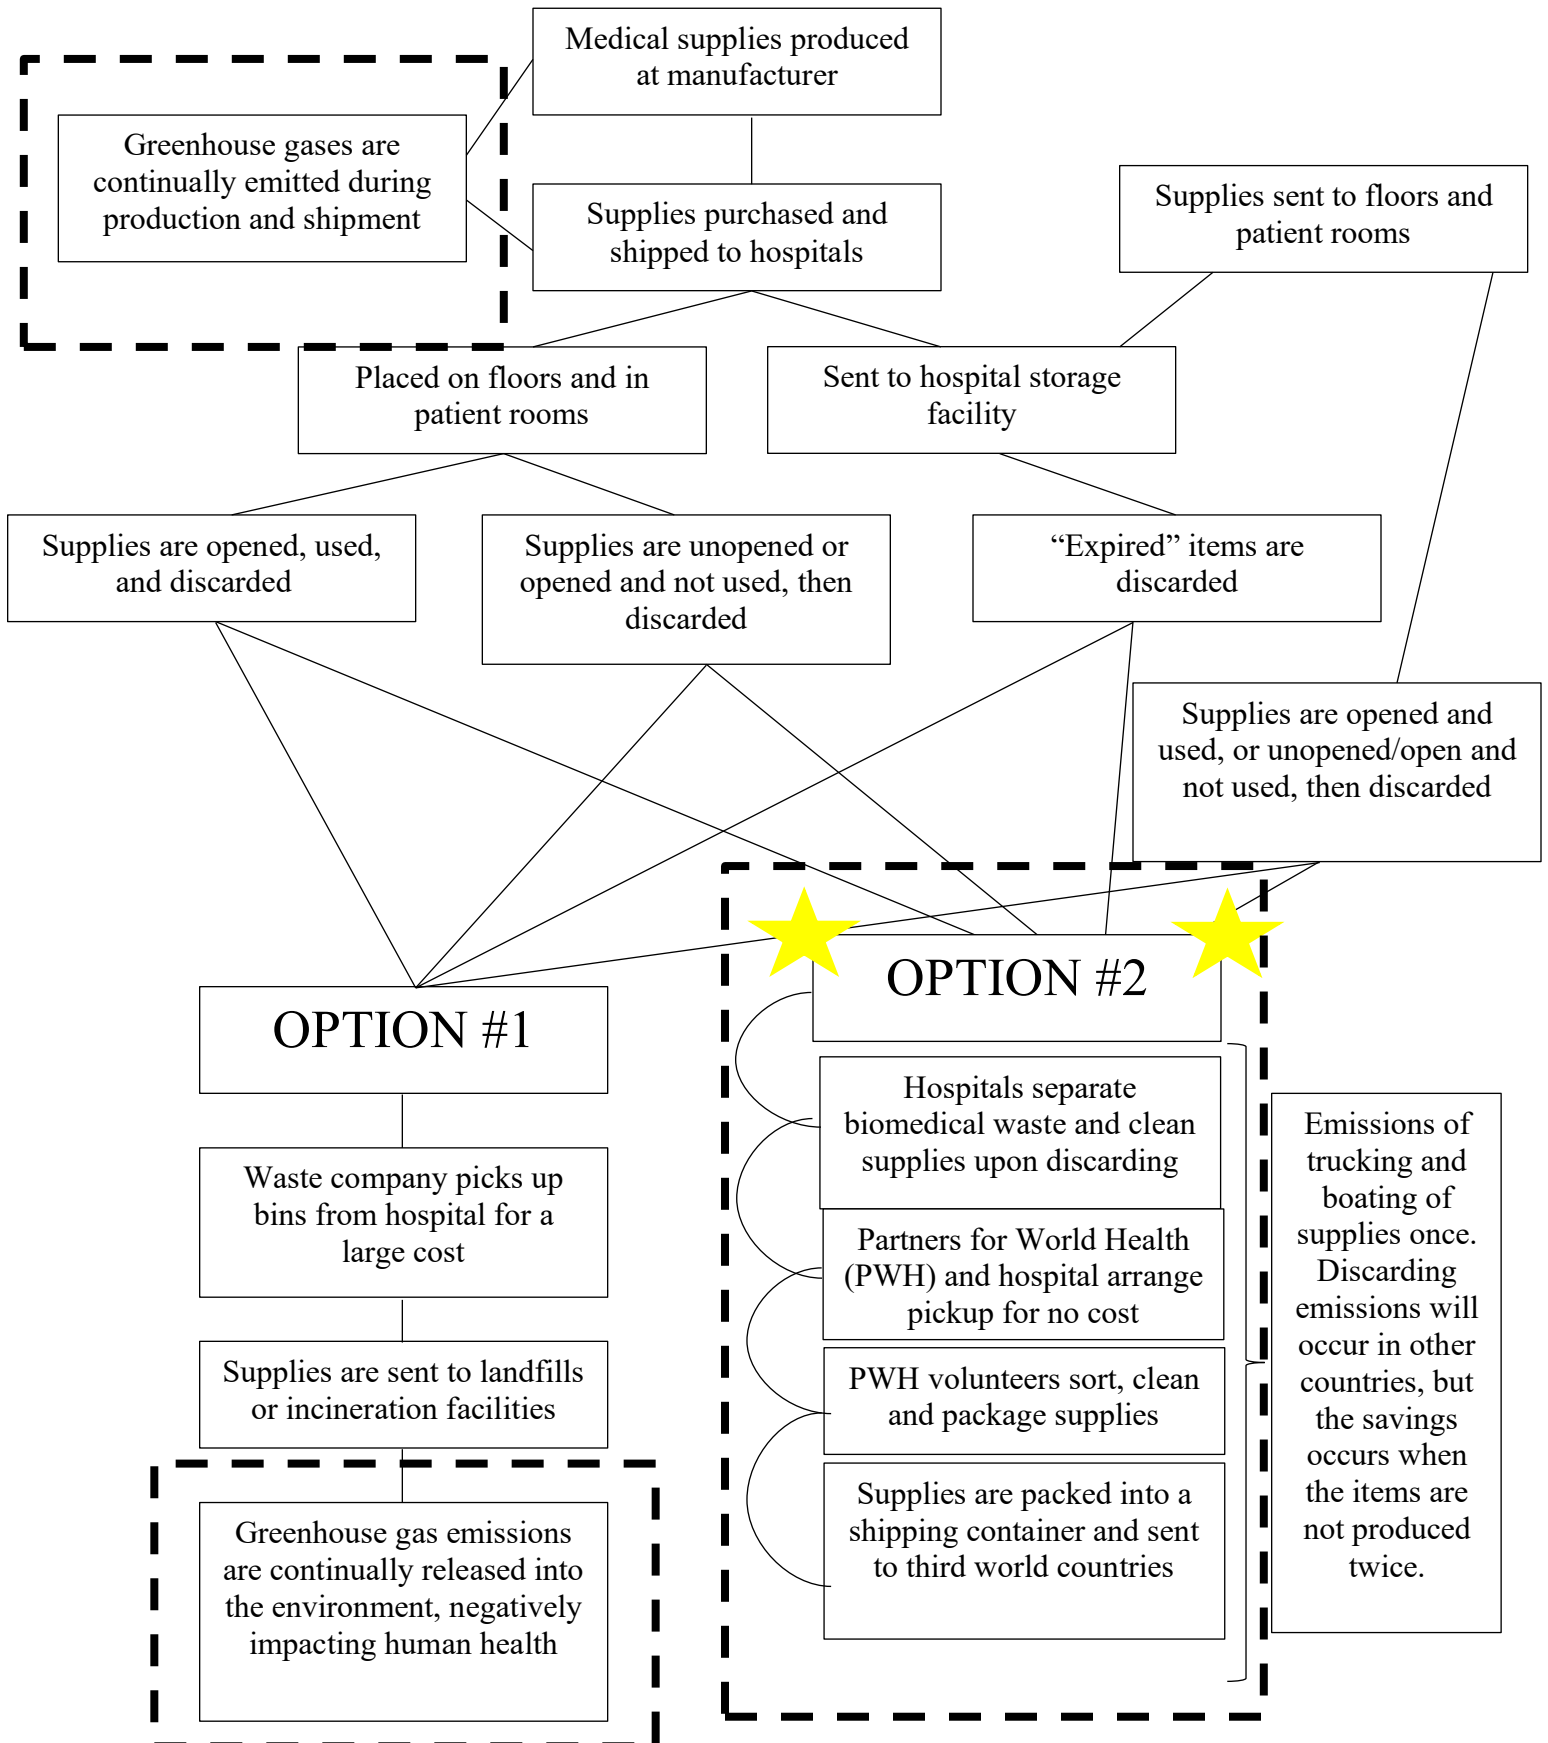 Medical supplies produced
at manufacturer
Greenhouse gases are
continually emitted during
production and shipment
Supplies purchased and
shipped to hospitals
Supplies sent to floors and
patient rooms
Placed on floors and in
patient rooms
Sent to hospital storage
facility
Supplies are opened, used,
and discarded
Supplies are unopened or
opened and not used, then
discarded
“Expired” items are
discarded
Supplies are opened and
used, or unopened/open and
not used, then discarded
OPTION #1
Waste company picks up
bins from hospital for a
large cost
Supplies are sent to landfills
or incineration facilities
Greenhouse gas emissions
are continually released into
the environment, negatively
impacting human health
OPTION #2
Hospitals separate
biomedical waste and clean
supplies upon discarding
Partners for World Health
(PWH) and hospital arrange
pickup for no cost
PWH volunteers sort, clean
and package supplies
Supplies are packed into a
shipping container and sent
to third world countries
Emissions of
trucking and
boating of
supplies once.
Discarding
emissions will
occur in other
countries, but
the savings
occurs when
the items are
not produced
twice.